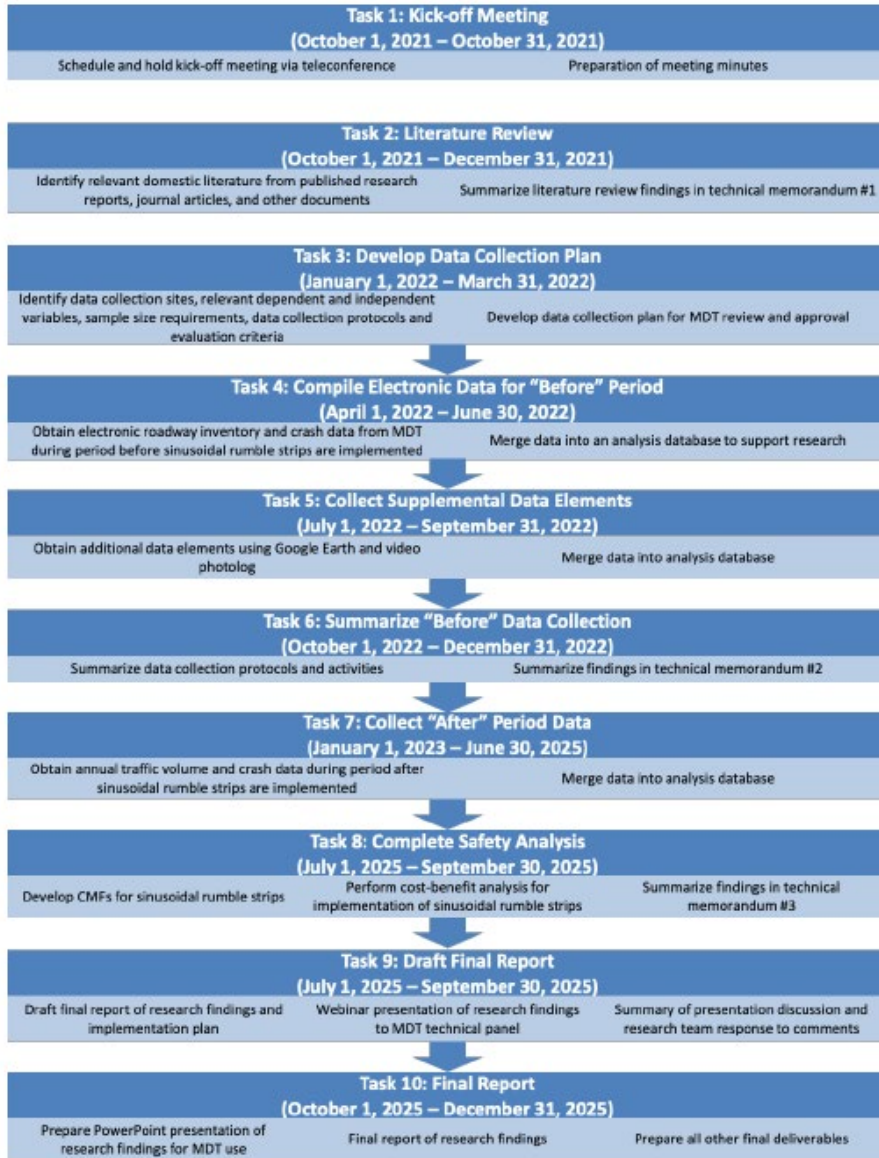 Task 1: Kick-off Meeting
(October 1, 2021 – October 31, 2021)
Schedule and hold kick-off meeting via teleconference
Preparation of meeting minutes
Task 2: Literature Review
(October 1, 2021 – December 31, 2021)
Identify relevant domestic literature from published research
reports, journal articles, and other documents
Summarize literature review findings in technical memorandum #1
Task 3: Develop Data Collection Plan
(January 1, 2022 – March 31, 2022)
Identify data collection sites, relevant dependent and independent
variables, sample size requirements, data collection protocols and
evaluation criteria
Develop data collection plan for MDT review and approval
Task 4: Compile Electronic Data for “Before” Period
(April 1, 2022 – June 30, 2022)
Obtain electronic roadway inventory and crash data from MDT
during period before sinusoidal rumble strips are implemented
Merge data into an analysis database to support research
Task 5: Collect Supplemental Data Elements
(July 1, 2022 – September 31, 2022)
Obtain additional data elements using Google Earth and video
photolog
Merge data into analysis database
Task 6: Summarize “Before” Data Collection
(October 1, 2022 – December 31, 2022)
Summarize data collection protocols and activities
Summarize findings in technical memorandum #2
Task 7: Collect “After” Period Data
(January 1, 2023 – June 30, 2025)
Obtain annual traffic volume and crash data during period after
sinusoidal rumble strips are implemented
Merge data into analysis database
Task 8: Complete Safety Analysis
(July 1, 2025 – September 30, 2025)
Develop CMFs for sinusoidal rumble strips
Perform cost-benefit analysis for
implementation of sinusoidal rumble strips
Summarize findings in technical
memorandum #3
Task 9: Draft Final Report
(July 1, 2025 – September 30, 2025)
Draft final report of research findings and
implementation plan
Webinar presentation of research findings
to MDT technical panel
Summary of presentation discussion and
research team response to comments
Task 10: Final Report
(October 1, 2025 – December 31, 2025)
Prepare PowerPoint presentation of
research findings for MDT use
Final report of research findings
Prepare all other final deliverables